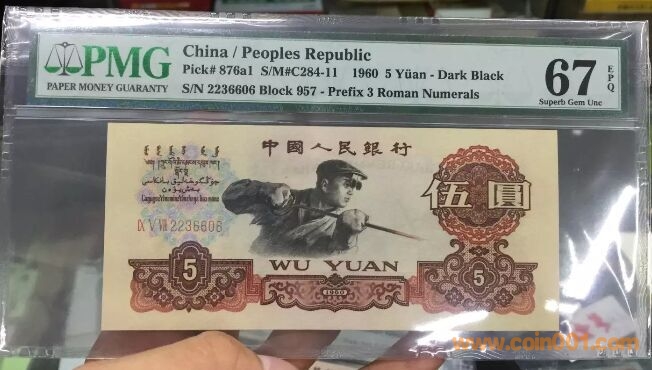 PMG
PAPER MONEY GUARANTY
China / Peoples Republic
Pick# 876a1 S/M#C284-11 1960 5 Yüan - Dark Black
S/N 2236606 Block 957 - Prefix 3 Roman Numerals
67 EPQ
Superb Gem Unc
中國人民銀行
伍圓
IX V VII 2236606
5
WU YUAN
5
1960
www.coin001.com